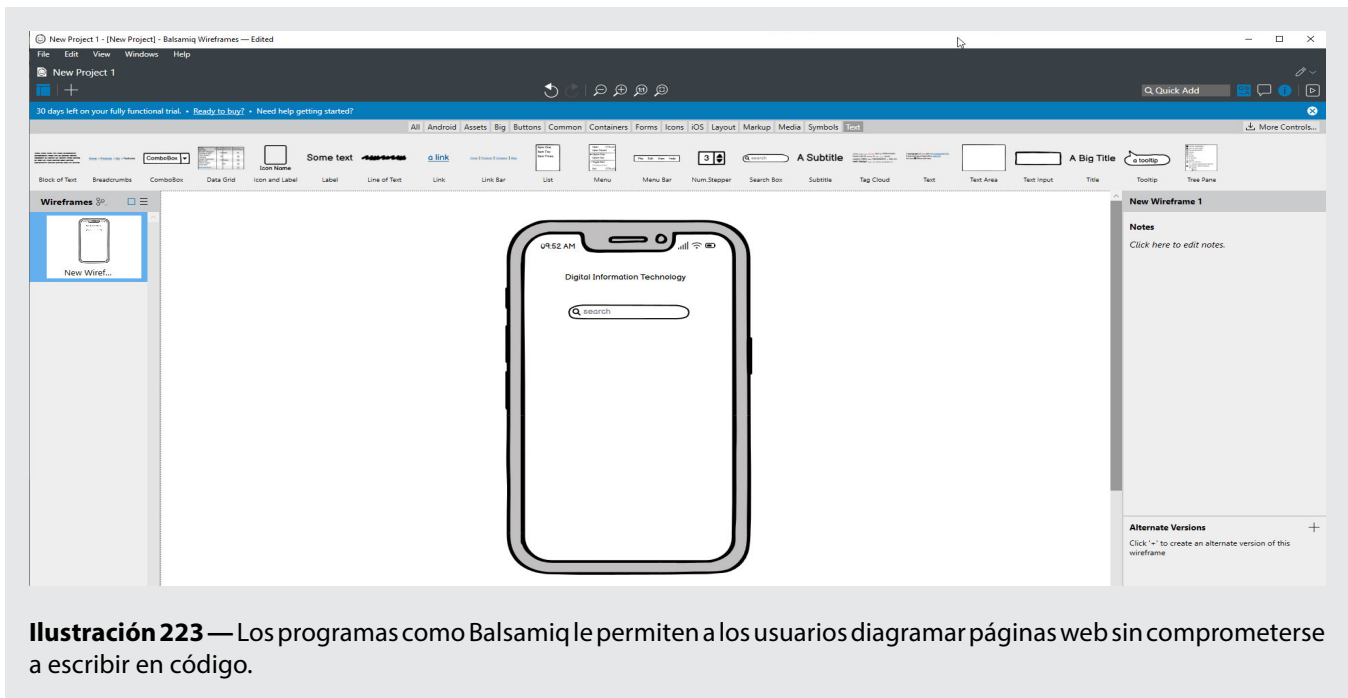 New Project 1 - [New Project] - Balsamiq Wireframes — Edited
File Edit View Windows Help
New Project 1
Quick Add
30 days left on your fully functional trial. • Ready to buy? • Need help getting started?
All Android Assets Big Buttons Common Containers Forms Icons iOS Layout Markup Media Symbols Text
More Controls...
ComboBox Icon Name Some text a link 3 search A Subtitle A Big Title a tooltip
Block of Text Breadcrumbs ComboBox Data Grid Icon and Label Label Line of Text Link Link Bar List Menu Menu Bar Num.Stepper Search Box Subtitle Tag Cloud Text Text Area Text Input Title Tooltip Tree Pane
Wireframes
New Wiref...
09:52 AM
Digital Information Technology
search
New Wireframe 1
Notes
Click here to edit notes.
Alternate Versions
Click '+' to create an alternate version of this
wireframe
Ilustración 223 — Los programas como Balsamiq le permiten a los usuarios diagramar páginas web sin comprometerse
a escribir en código.